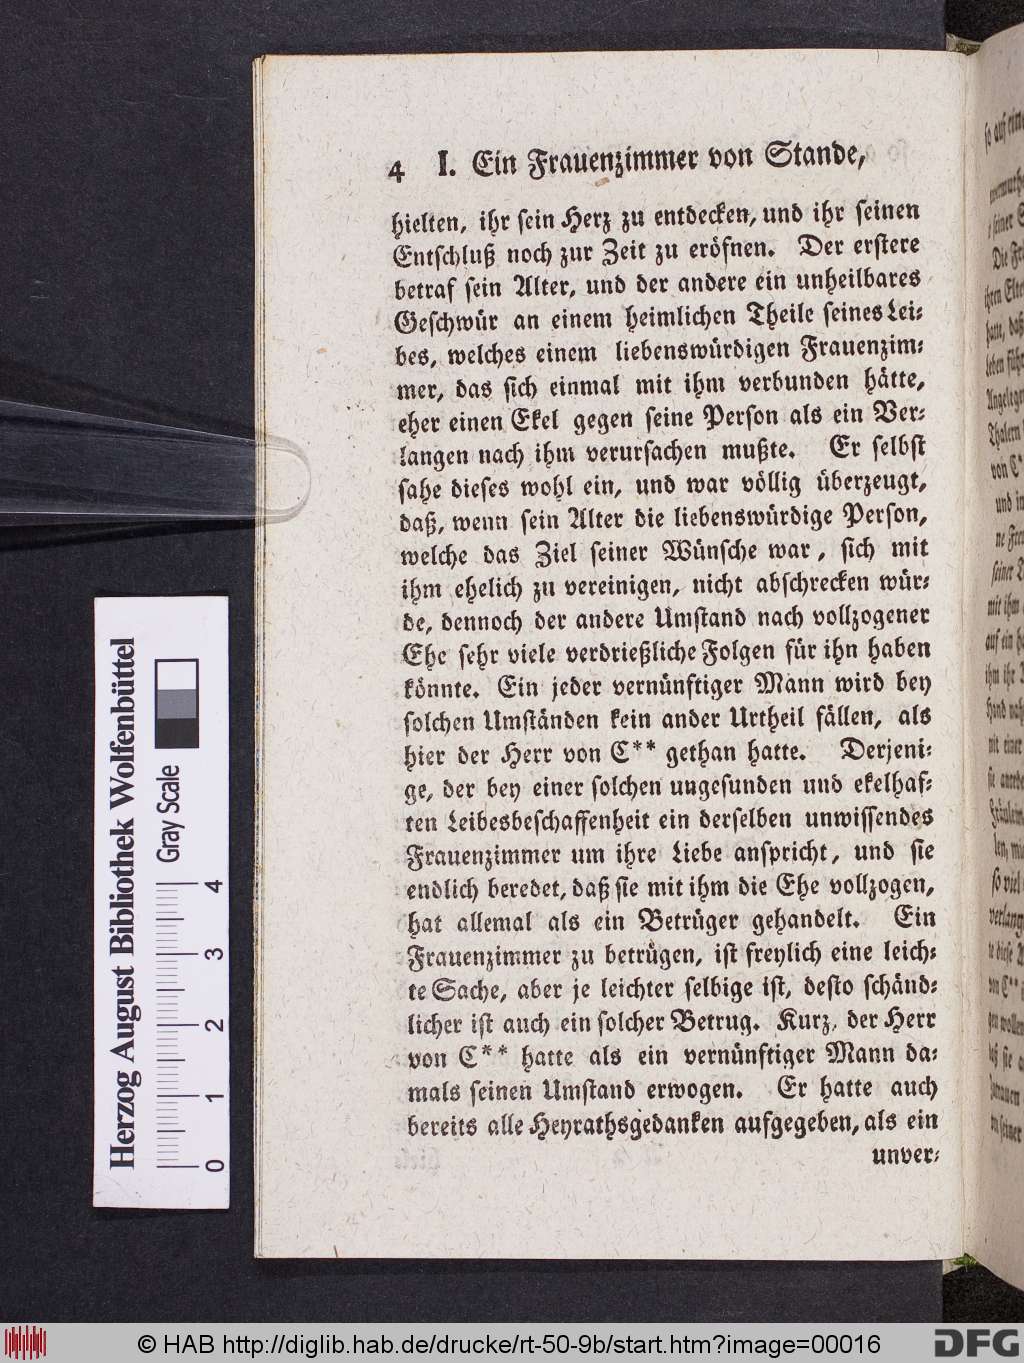 4 I. Ein Frauenzimmer von Stande,
hielten, ihr sein Herz zu entdecken, und ihr seinen
Entschluß noch zur Zeit zu eröfnen. Der erstere
betraf sein Alter, und der andere ein unheilbares
Geschwür an einem heimlichen Theile seines Lei-
bes, welches einem liebenswürdigen Frauenzim-
mer, das sich einmal mit ihm verbunden hätte,
eher einen Ekel gegen seine Person als ein Ver-
langen nach ihm verursachen mußte. Er selbst
sahe dieses wohl ein, und war völlig überzeugt,
daß, wenn sein Alter die liebenswürdige Person,
welche das Ziel seiner Wünsche war, sich mit
ihm ehelich zu vereinigen, nicht abschrecken wür-
de, dennoch der andere Umstand nach vollzogener
Ehe sehr viele verdrießliche Folgen für ihn haben
könnte. Ein jeder vernünftiger Mann wird bey
solchen Umständen kein ander Urtheil fällen, als
hier der Herr von C** gethan hatte. Derjeni-
ge, der bey einer solchen ungesunden und ekelhaf-
ten Leibesbeschaffenheit ein derselben unwissendes
Frauenzimmer um ihre Liebe anspricht, und sie
endlich beredet, daß sie mit ihm die Ehe vollzogen,
hat allemal als ein Betrüger gehandelt. Ein
Frauenzimmer zu betrügen, ist freylich eine leich-
te Sache, aber je leichter selbige ist, desto schänd-
licher ist auch ein solcher Betrug. Kurz, der Herr
von C** hatte als ein vernünftiger Mann da-
mals seinen Umstand erwogen. Er hatte auch
bereits alle Heyrathsgedanken aufgegeben, als ein
unver-
Herzog August Bibliothek Wolfenbüttel
Gray Scale
0 1 2 3 4
© HAB http://diglib.hab.de/drucke/rt-50-9b/start.htm?image=00016
DFG